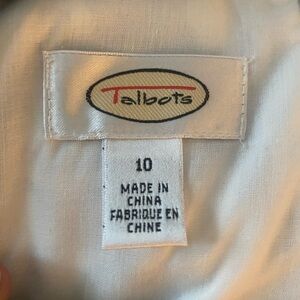 Talbots
10
MADE IN
CHINA
FABRIQUE EN
CHINE